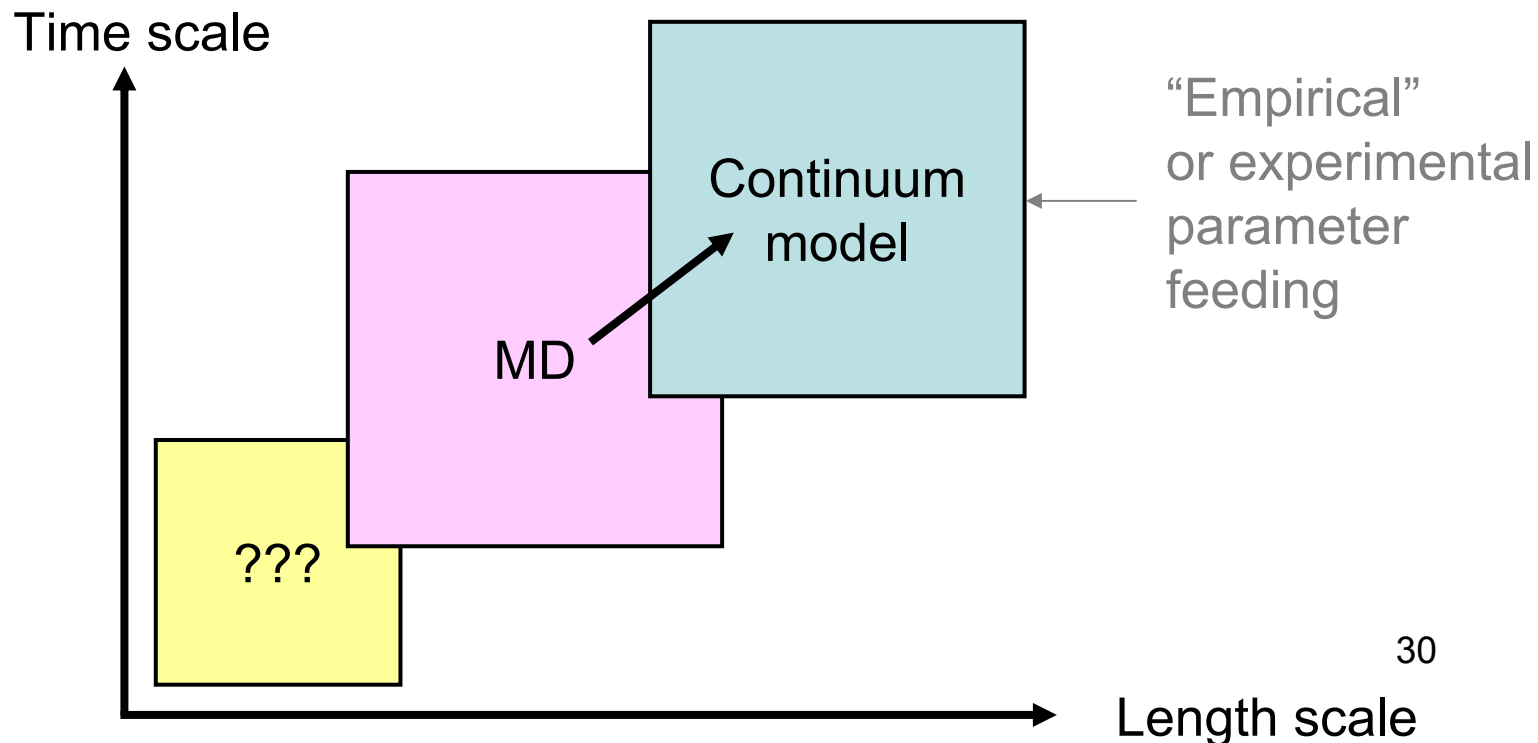 Time scale
“Empirical”
or experimental
parameter
feeding
Continuum
model
MD
???
30
Length scale